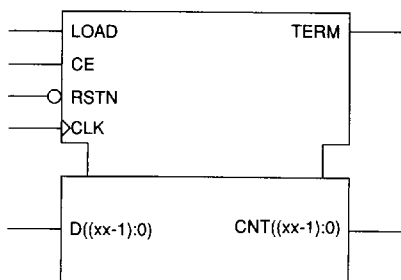 LOAD TERM
CE
RSTN
CLK
D((xx-1):0) CNT((xx-1):0)